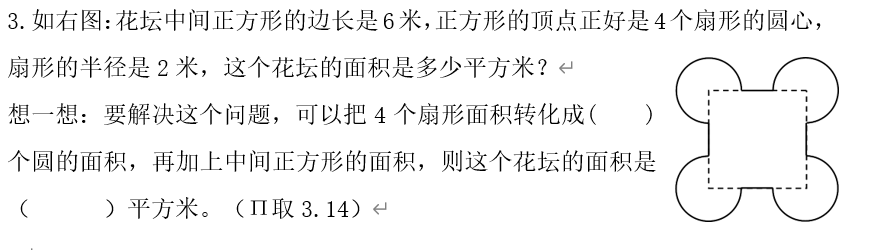 3.如右图:花坛中间正方形的边长是6米,正方形的顶点正好是4个扇形的圆心，
扇形的半径是2米，这个花坛的面积是多少平方米？↵
想一想：要解决这个问题，可以把4个扇形面积转化成(　　)
个圆的面积，再加上中间正方形的面积，则这个花坛的面积是
（　　　）平方米。（Π取3.14）↵